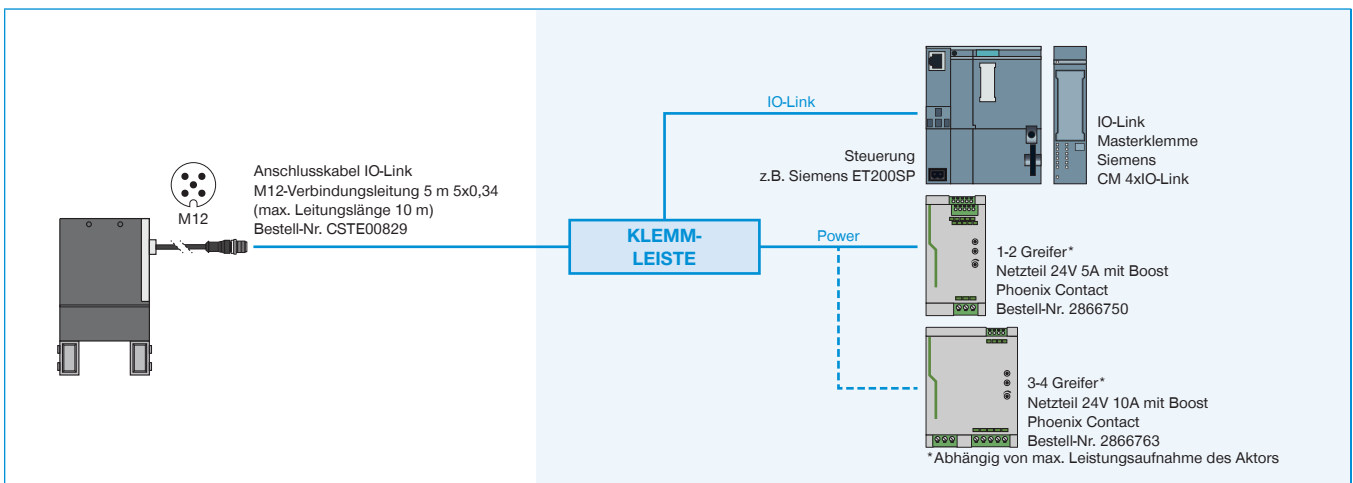 M12
Anschlusskabel IO-Link
M12-Verbindungsleitung 5 m 5x0,34
(max. Leitungslänge 10 m)
Bestell-Nr. CSTE00829
KLEMM-
LEISTE
IO-Link
Power
Steuerung
z.B. Siemens ET200SP
IO-Link
Masterklemme
Siemens
CM 4xIO-Link
1-2 Greifer*
Netzteil 24V 5A mit Boost
Phoenix Contact
Bestell-Nr. 2866750
3-4 Greifer*
Netzteil 24V 10A mit Boost
Phoenix Contact
Bestell-Nr. 2866763
*Abhängig von max. Leistungsaufnahme des Aktors